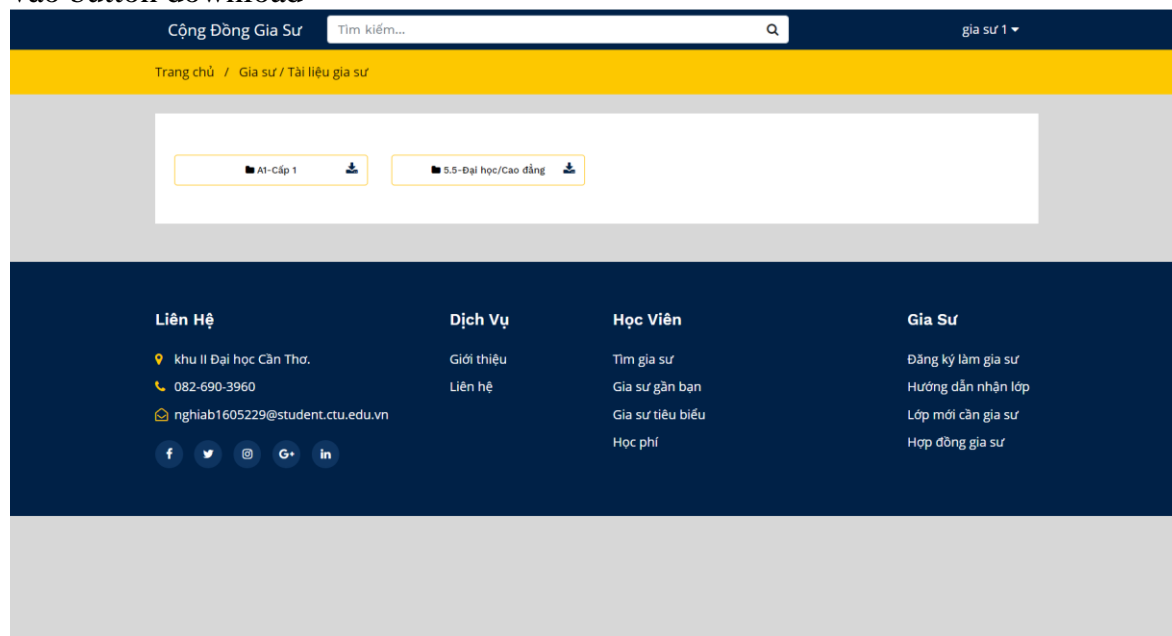 vào button download
Cộng Đồng Gia Sư Tìm kiếm... gia sư 1
Trang chủ / Gia sư / Tài liệu gia sư
A1-Cấp 1 5.5-Đại học/Cao đẳng
Liên Hệ Dịch Vụ Học Viên Gia Sư
khu II Đại học Cần Thơ. Giới thiệu Tìm gia sư Đăng ký làm gia sư
082-690-3960 Liên hệ Gia sư gần bạn Hướng dẫn nhận lớp
nghiab1605229@student.ctu.edu.vn Gia sư tiêu biểu Lớp mới cần gia sư
Học phí Hợp đồng gia sư